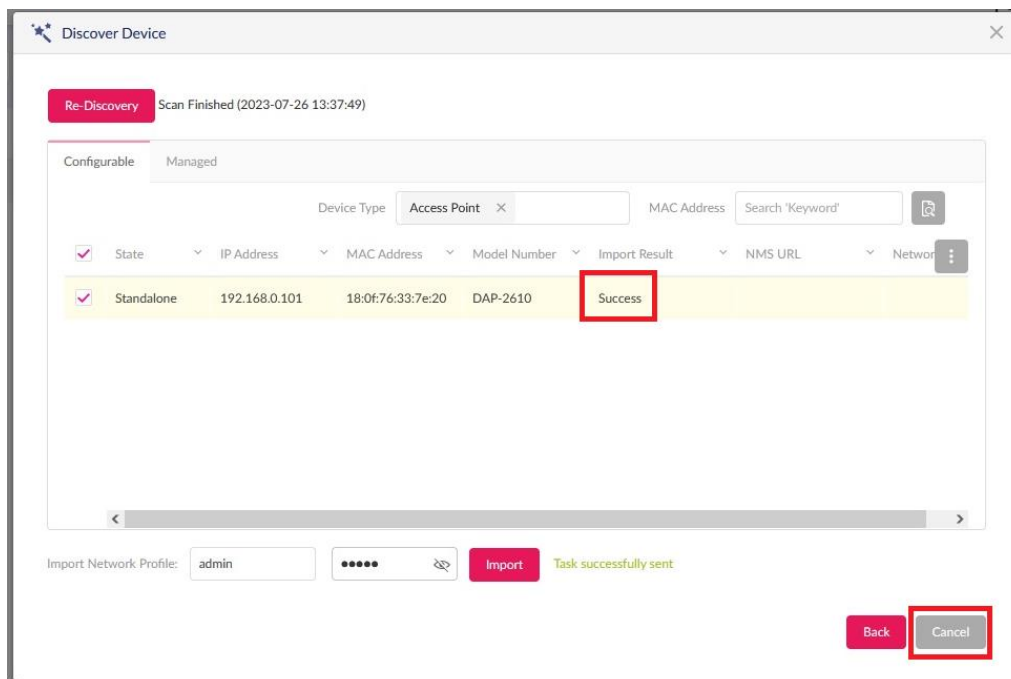 Discover Device
Re-Discovery Scan Finished (2023-07-26 13:37:49)
Configurable Managed
Device Type Access Point × MAC Address Search 'Keyword'
State IP Address MAC Address Model Number Import Result NMS URL Networ
Standalone 192.168.0.101 18:0f:76:33:7e:20 DAP-2610 Success
Import Network Profile: admin ••••• Import Task successfully sent
Back Cancel